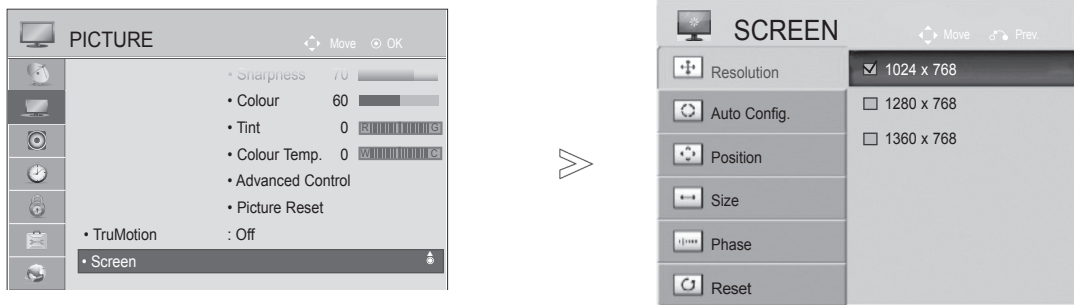 PICTURE
Move OK
• Sharpness 70
• Colour 60
• Tint 0 R G
• Colour Temp. 0 W C
• Advanced Control
• Picture Reset
• TruMotion : Off
• Screen
SCREEN
Move Prev.
Resolution
Auto Config.
Position
Size
Phase
Reset
1024 x 768
1280 x 768
1360 x 768